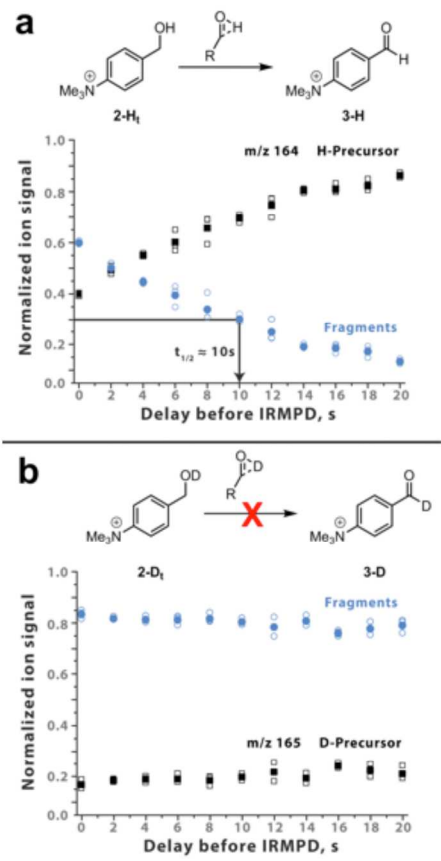 a
OH
O
H
R
Me₃N⊕
2-Hₜ
O
H
Me₃N⊕
3-H
1.0
0.8
0.6
0.4
0.2
0.0
Normalized ion signal
m/z 164 H-Precursor
Fragments
t₁/₂ ≈ 10s
0 2 4 6 8 10 12 14 16 18 20
Delay before IRMPD, s
b
OD
O
D
R
X
Me₃N⊕
2-Dₜ
O
D
Me₃N⊕
3-D
1.0
0.8
0.6
0.4
0.2
0.0
Normalized ion signal
Fragments
m/z 165 D-Precursor
0 2 4 6 8 10 12 14 16 18 20
Delay before IRMPD, s